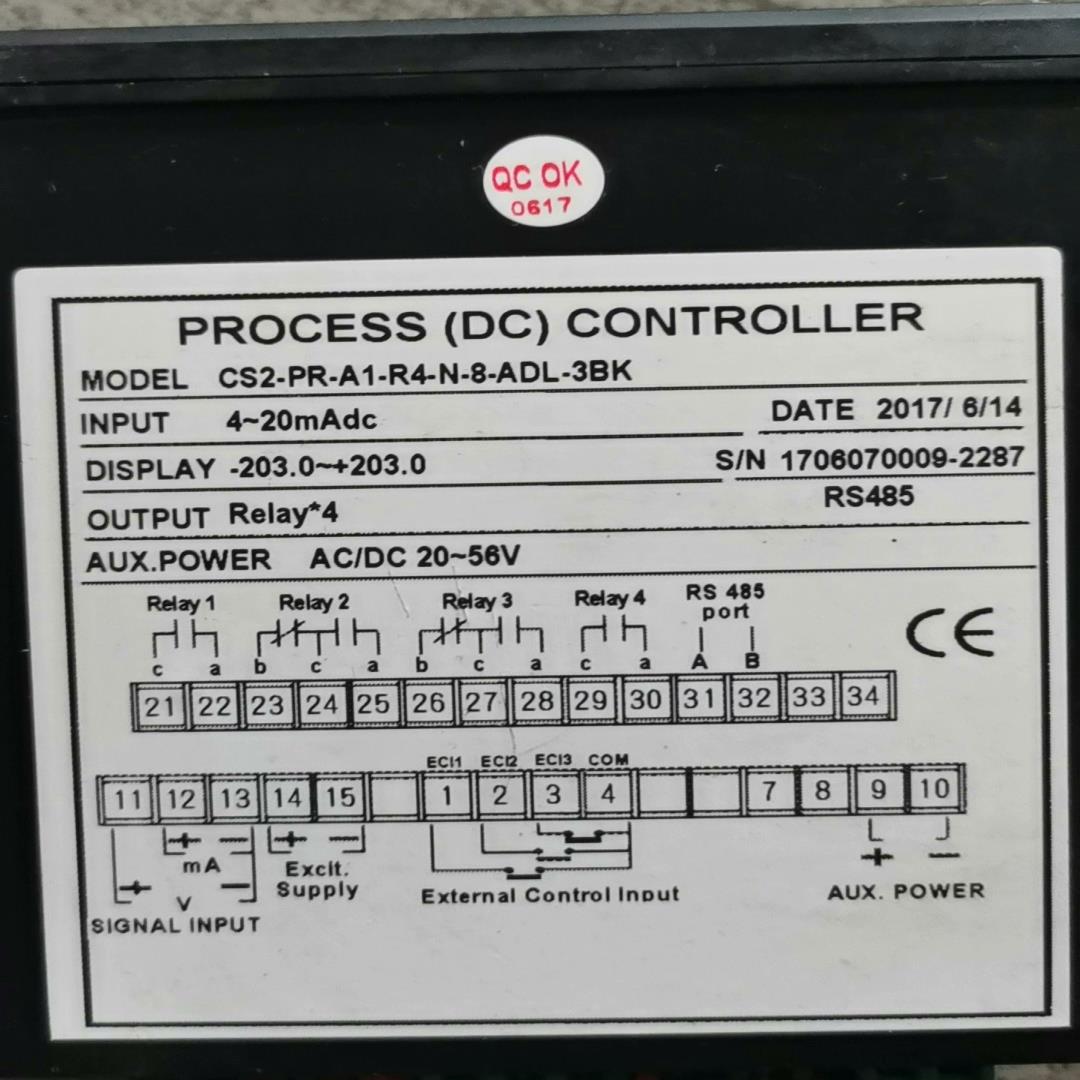 QC OK
0617
PROCESS (DC) CONTROLLER
MODEL CS2-PR-A1-R4-N-8-ADL-3BK
INPUT 4~20mAdc DATE 2017/ 6/14
DISPLAY -203.0~+203.0 S/N 1706070009-2287
OUTPUT Relay*4 RS485
AUX.POWER AC/DC 20~56V
Relay 1 Relay 2 Relay 3 Relay 4 RS 485
port
c a b c a b c a c a A B
CE
21 22 23 24 25 26 27 28 29 30 31 32 33 34
ECI1 ECI2 ECI3 COM
11 12 13 14 15 1 2 3 4 7 8 9 10
+ − + −
mA Excit. + −
+ − Supply External Control Input AUX. POWER
V
SIGNAL INPUT